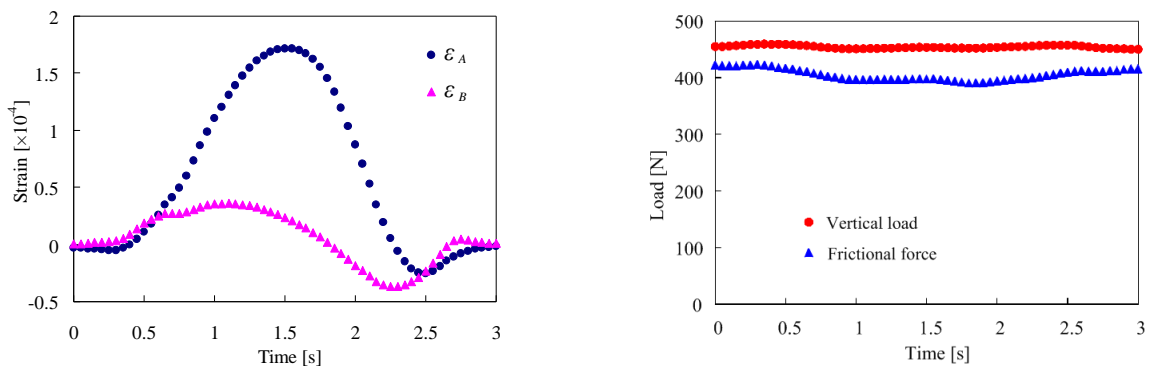 2
1.5
1
0.5
0
-0.5
Strain [×10⁻⁴]
ε A
ε B
0 0.5 1 1.5 2 2.5 3
Time [s]
500
400
300
200
100
0
Load [N]
Vertical load
Frictional force
0 0.5 1 1.5 2 2.5 3
Time [s]